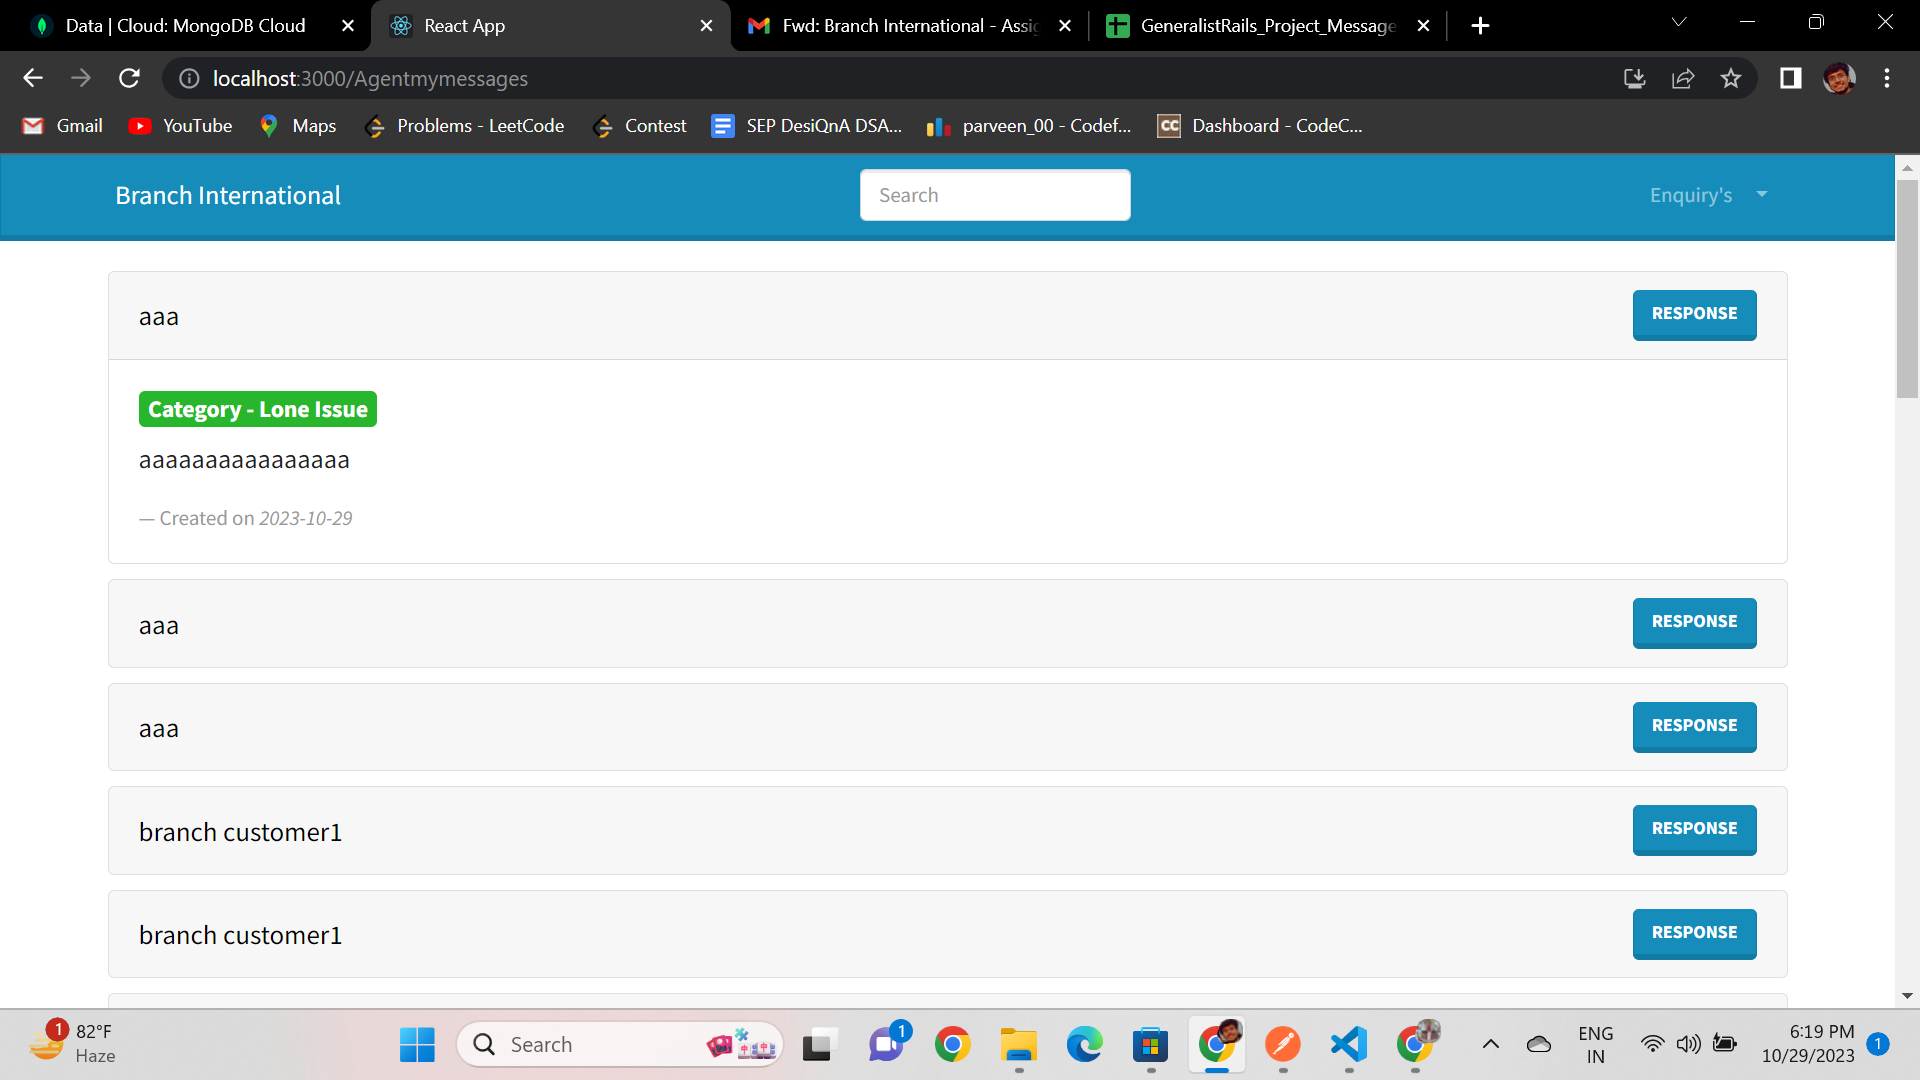 Data | Cloud: MongoDB Cloud
React App
Fwd: Branch International - Assig
GeneralistRails_Project_Message
localhost:3000/Agentmymessages
Gmail
YouTube
Maps
Problems - LeetCode
Contest
SEP DesiQnA DSA...
parveen_00 - Codef...
CC
Dashboard - CodeC...
Branch International
Search
Enquiry's
aaa
RESPONSE
Category - Lone Issue
aaaaaaaaaaaaaaaa
— Created on 2023-10-29
aaa
RESPONSE
aaa
RESPONSE
branch customer1
RESPONSE
branch customer1
RESPONSE
1
82°F
Haze
Search
1
ENG
IN
6:19 PM
10/29/2023
1